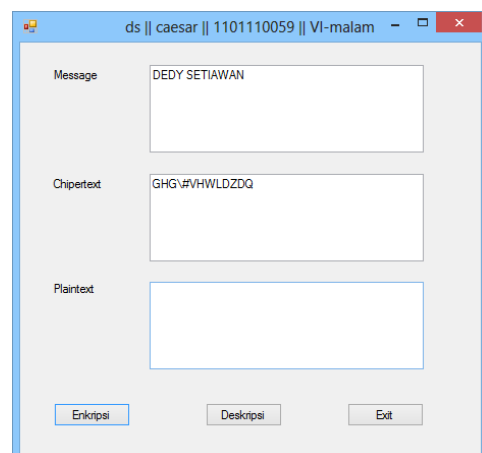 ds || caesar || 1101110059 || VI-malam
Message
DEDY SETIAWAN
Chipertext
GHG\#VHWLDZDQ
Plaintext
Enkripsi Deskripsi Exit